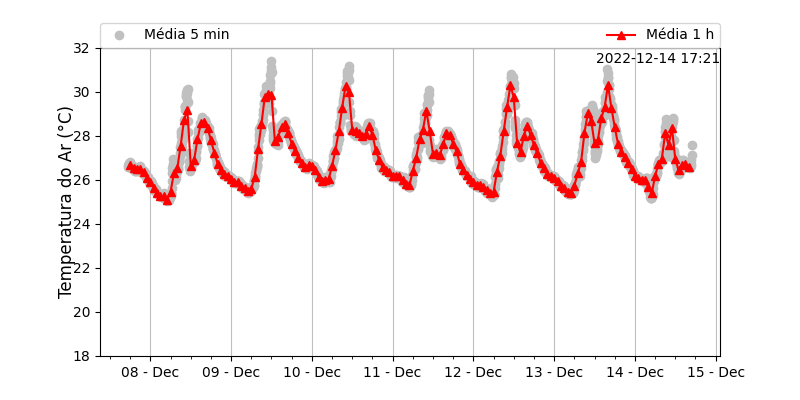 Média 5 min
Média 1 h
2022-12-14 17:21
Temperatura do Ar (°C)
32
30
28
26
24
22
20
18
08 - Dec
09 - Dec
10 - Dec
11 - Dec
12 - Dec
13 - Dec
14 - Dec
15 - Dec